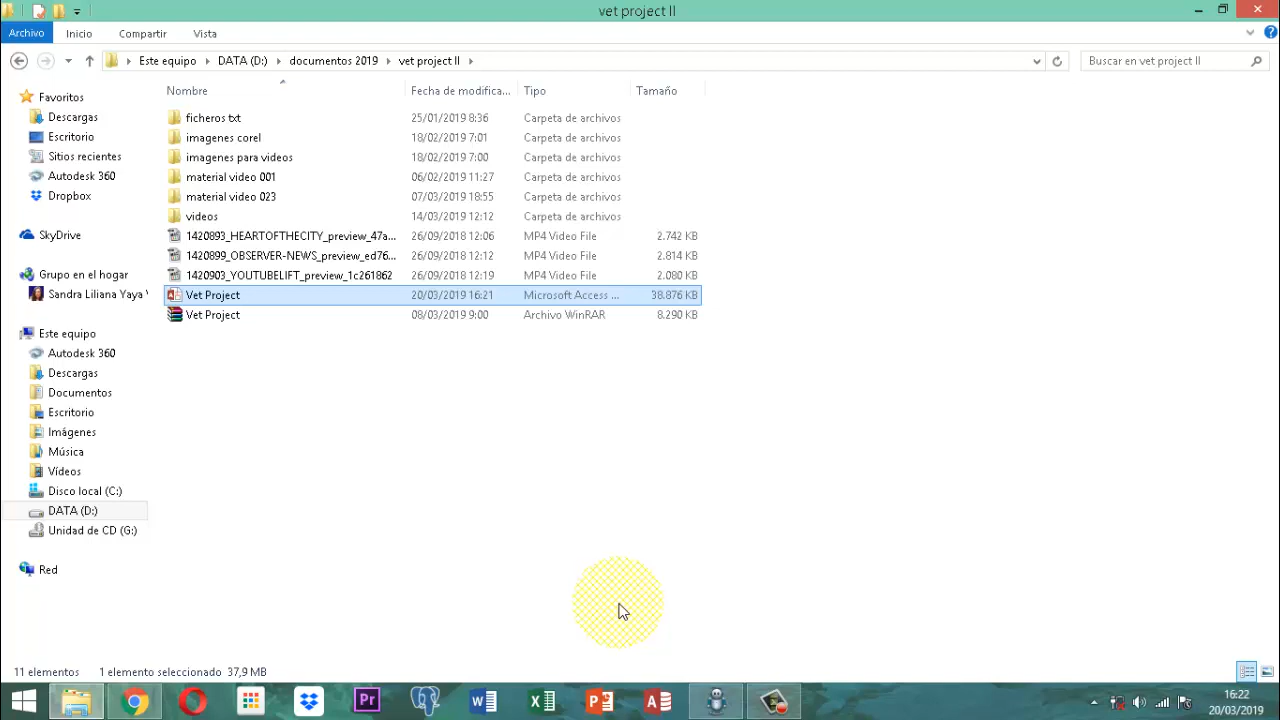 vet project II
Archivo Inicio Compartir Vista
Este equipo DATA (D:) documentos 2019 vet project II
Buscar en vet project II
Nombre Fecha de modifica... Tipo Tamaño
ficheros txt 25/01/2019 8:36 Carpeta de archivos
imagenes corel 18/02/2019 7:01 Carpeta de archivos
imagenes para videos 18/02/2019 7:00 Carpeta de archivos
material video 001 06/02/2019 11:27 Carpeta de archivos
material video 023 07/03/2019 18:55 Carpeta de archivos
videos 14/03/2019 12:12 Carpeta de archivos
1420893_HEARTOFTHECITY_preview_47a... 26/09/2018 12:06 MP4 Video File 2.742 KB
1420899_OBSERVER-NEWS_preview_ed76... 26/09/2018 12:12 MP4 Video File 2.814 KB
1420903_YOUTUBELIFT_preview_1c261862 26/09/2018 12:19 MP4 Video File 2.080 KB
Vet Project 20/03/2019 16:21 Microsoft Access ... 38.876 KB
Vet Project 08/03/2019 9:00 Archivo WinRAR 8.290 KB
Favoritos
Descargas
Escritorio
Sitios recientes
Autodesk 360
Dropbox
SkyDrive
Grupo en el hogar
Sandra Liliana Yaya
Este equipo
Autodesk 360
Descargas
Documentos
Escritorio
Imágenes
Música
Vídeos
Disco local (C:)
DATA (D:)
Unidad de CD (G:)
Red
11 elementos 1 elemento seleccionado 37,9 MB
Pr
16:22
20/03/2019